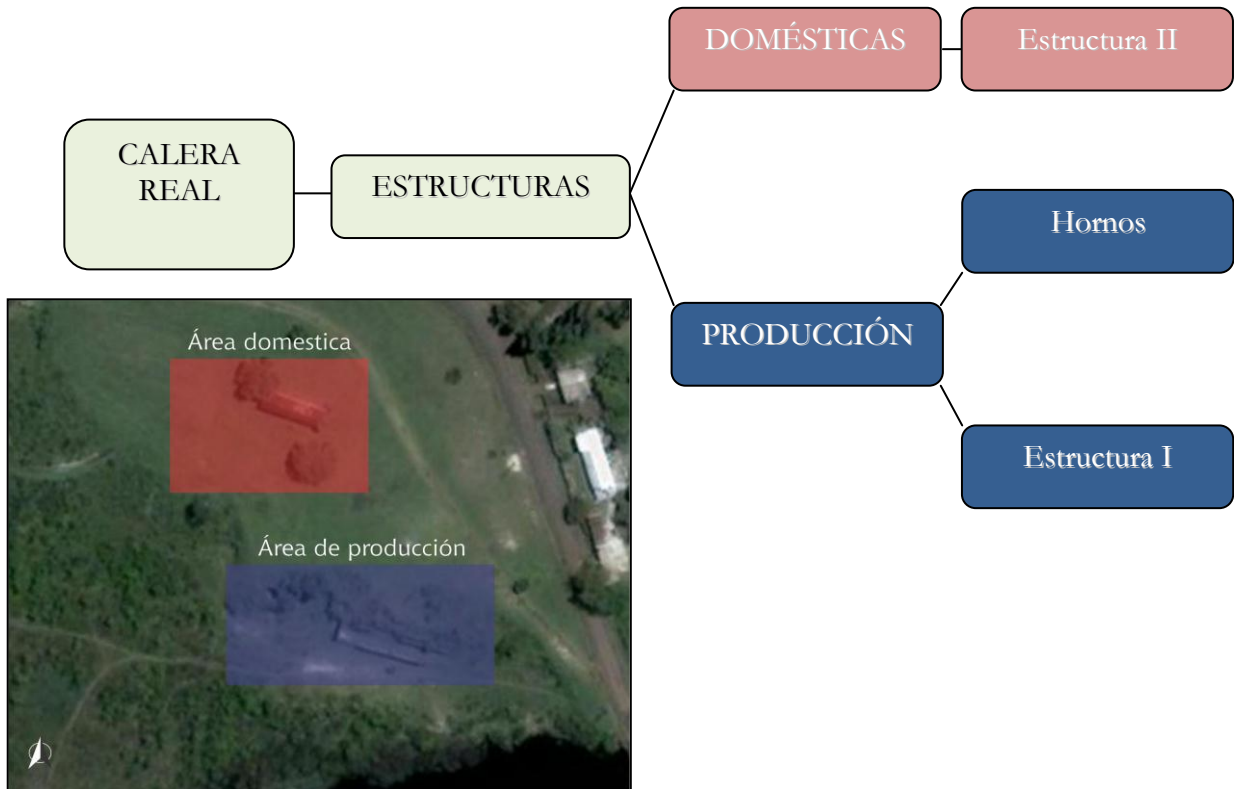 DOMÉSTICAS
Estructura II
CALERA
REAL
ESTRUCTURAS
Hornos
PRODUCCIÓN
Estructura I
Área domestica
Área de producción